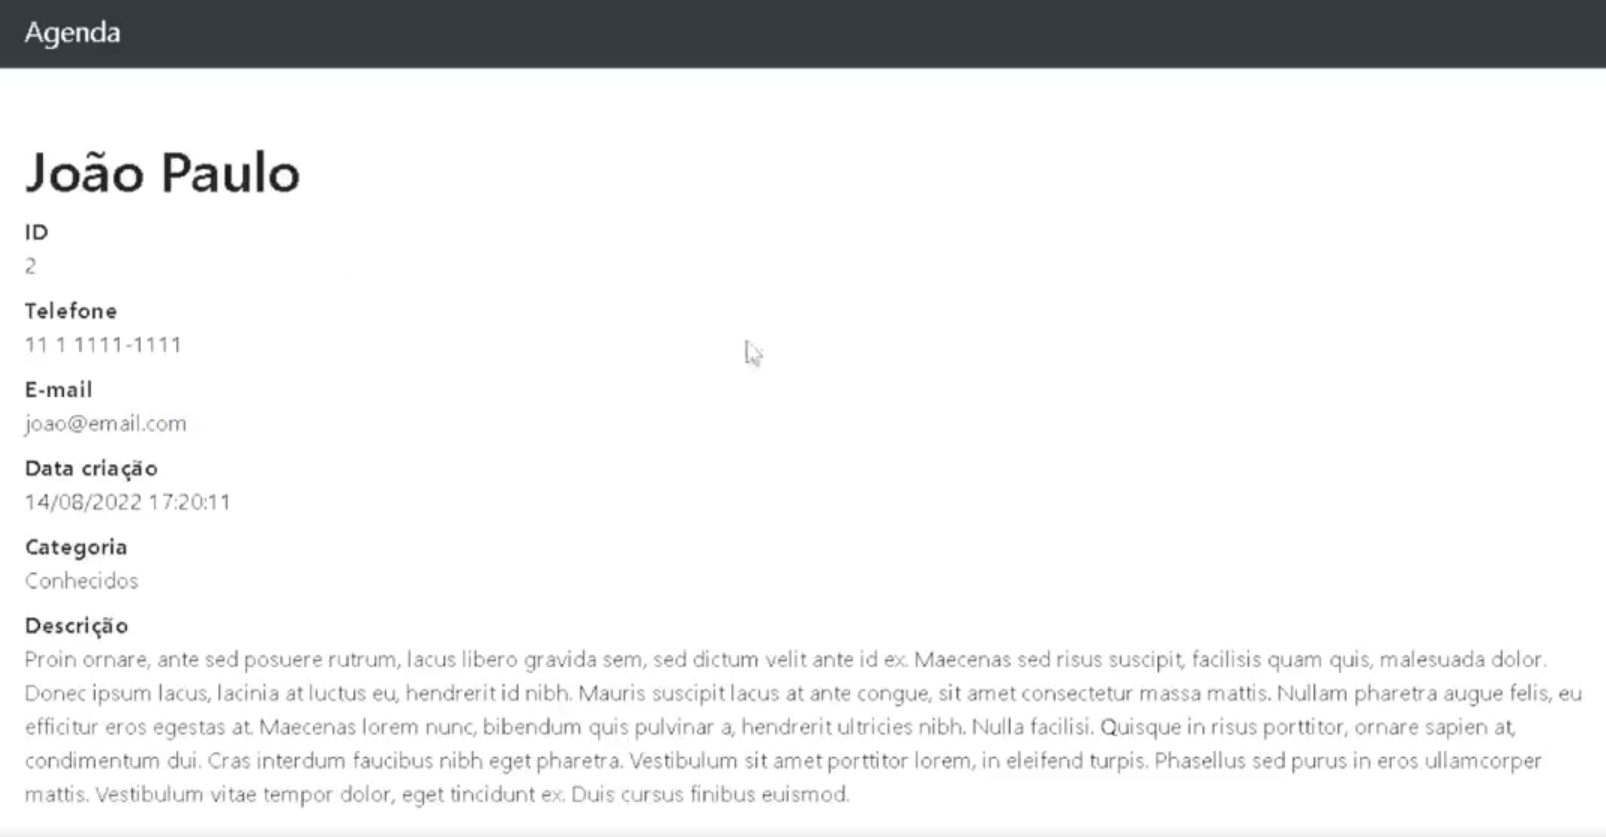 Agenda
João Paulo
ID
2
Telefone
11 1 1111-1111
E-mail
joao@email.com
Data criação
14/08/2022 17:20:11
Categoria
Conhecidos
Descrição
Proin ornare, ante sed posuere rutrum, lacus libero gravida sem, sed dictum velit ante id ex. Maecenas sed risus suscipit, facilisis quam quis, malesuada dolor.
Donec ipsum lacus, lacinia at luctus eu, hendrerit id nibh. Mauris suscipit lacus at ante congue, sit amet consectetur massa mattis. Nullam pharetra augue felis, eu
efficitur eros egestas at. Maecenas lorem nunc, bibendum quis pulvinar a, hendrerit ultricies nibh. Nulla facilisi. Quisque in risus porttitor, ornare sapien at,
condimentum dui. Cras interdum faucibus nibh eget pharetra. Vestibulum sit amet porttitor lorem, in eleifend turpis. Phasellus sed purus in eros ullamcorper
mattis. Vestibulum vitae tempor dolor, eget tincidunt ex. Duis cursus finibus euismod.